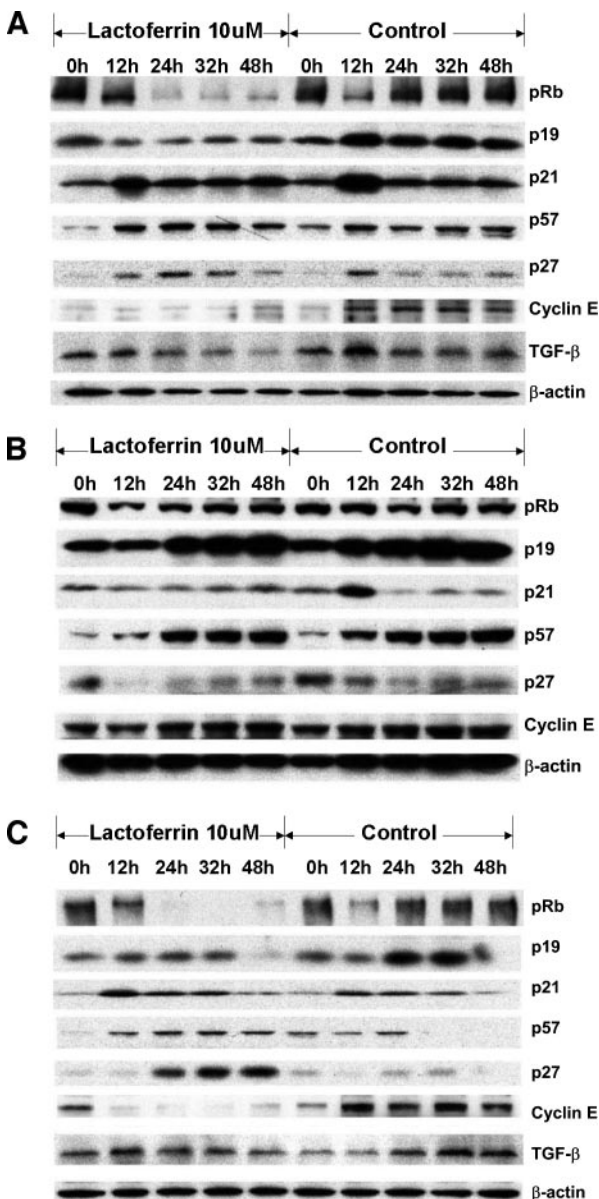 A
Lactoferrin 10uM Control
0h 12h 24h 32h 48h 0h 12h 24h 32h 48h
pRb
p19
p21
p57
p27
Cyclin E
TGF-β
β-actin
B
Lactoferrin 10uM Control
0h 12h 24h 32h 48h 0h 12h 24h 32h 48h
pRb
p19
p21
p57
p27
Cyclin E
β-actin
C
Lactoferrin 10uM Control
0h 12h 24h 32h 48h 0h 12h 24h 32h 48h
pRb
p19
p21
p57
p27
Cyclin E
TGF-β
β-actin